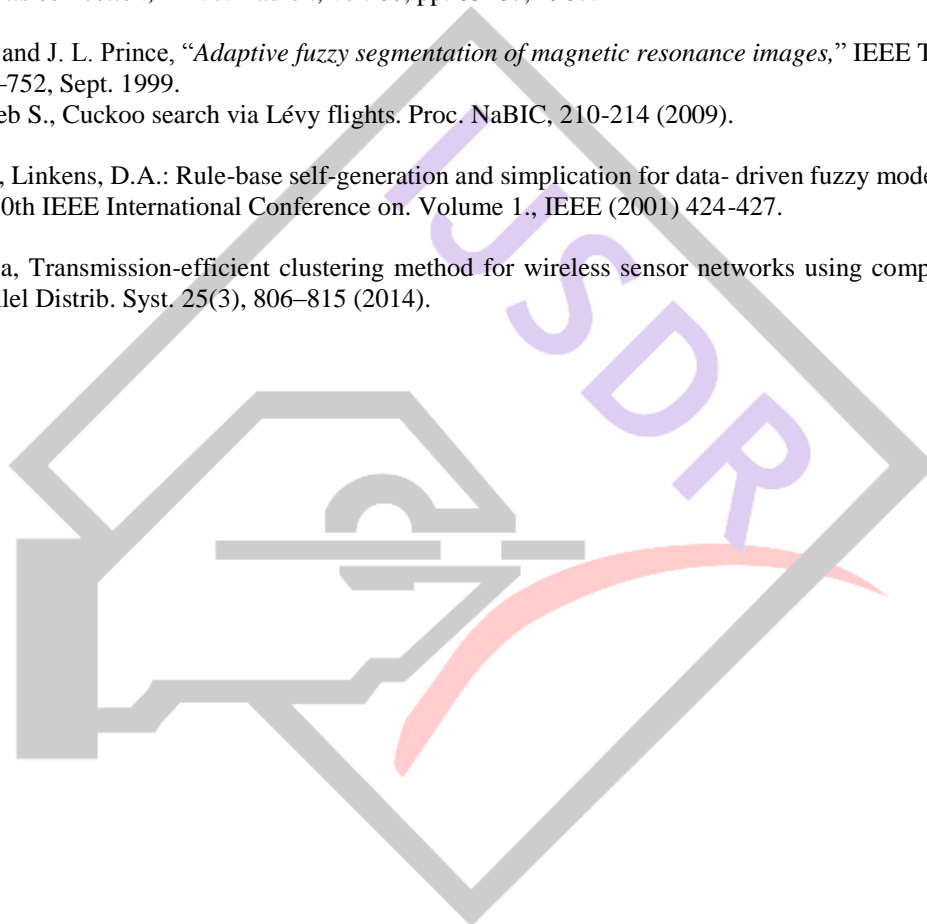 and J. L. Prince, “Adaptive fuzzy segmentation of magnetic resonance images,” IEEE T
–752, Sept. 1999.
eb S., Cuckoo search via Lévy flights. Proc. NaBIC, 210-214 (2009).
, Linkens, D.A.: Rule-base self-generation and simplication for data- driven fuzzy mode
0th IEEE International Conference on. Volume 1., IEEE (2001) 424-427.
a, Transmission-efficient clustering method for wireless sensor networks using comp
llel Distrib. Syst. 25(3), 806–815 (2014).
IJSDR